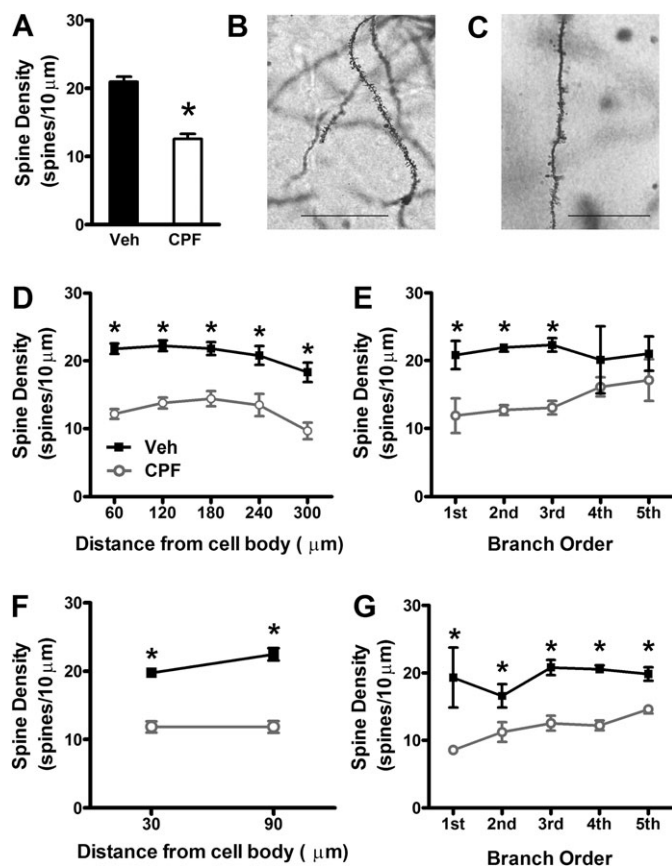 A
Spine Density
(spines/10 μm)
30
20
10
0
*
Veh
CPF
B
C
D
Spine Density
(spines/10μm)
30
20
10
0
* * * * *
Veh
CPF
60 120 180 240 300
Distance from cell body ( μm)
E
Spine Density
(spines/10μm)
30
20
10
0
* * *
1st 2nd 3rd 4th 5th
Branch Order
F
Spine Density
(spines/10 μm)
30
20
10
0
* *
30 90
Distance from cell body ( μm)
G
Spine Density
(spines/10 μm)
30
20
10
0
* * * * *
1st 2nd 3rd 4th 5th
Branch Order